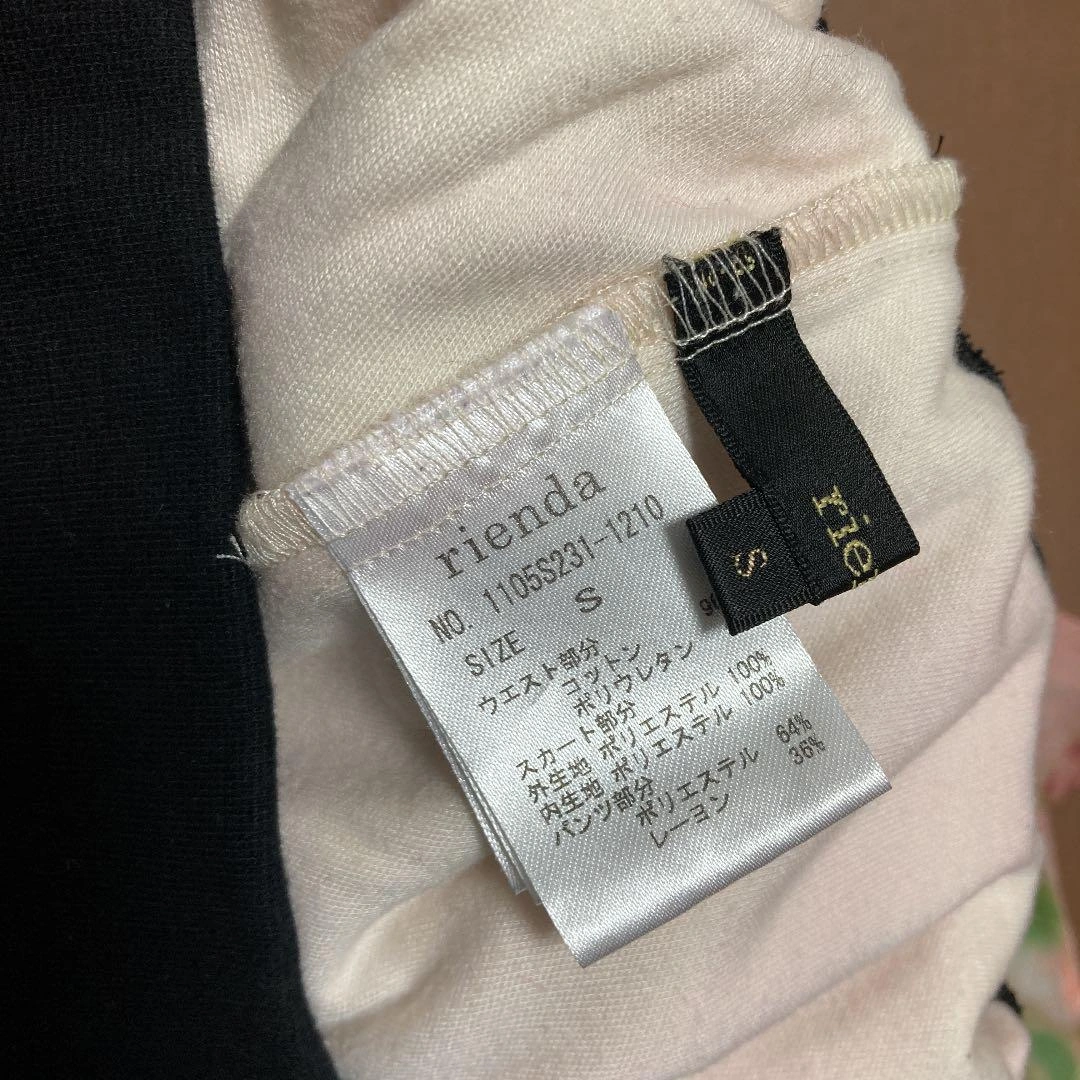 rienda
NO. 1105S231-1210
SIZE S
ウエスト部分
コットン
ポリウレタン
スカート部分
外生地 ポリエステル 100%
内生地 ポリエステル 100%
パンツ部分
ポリエステル 64%
レーヨン 36%
S